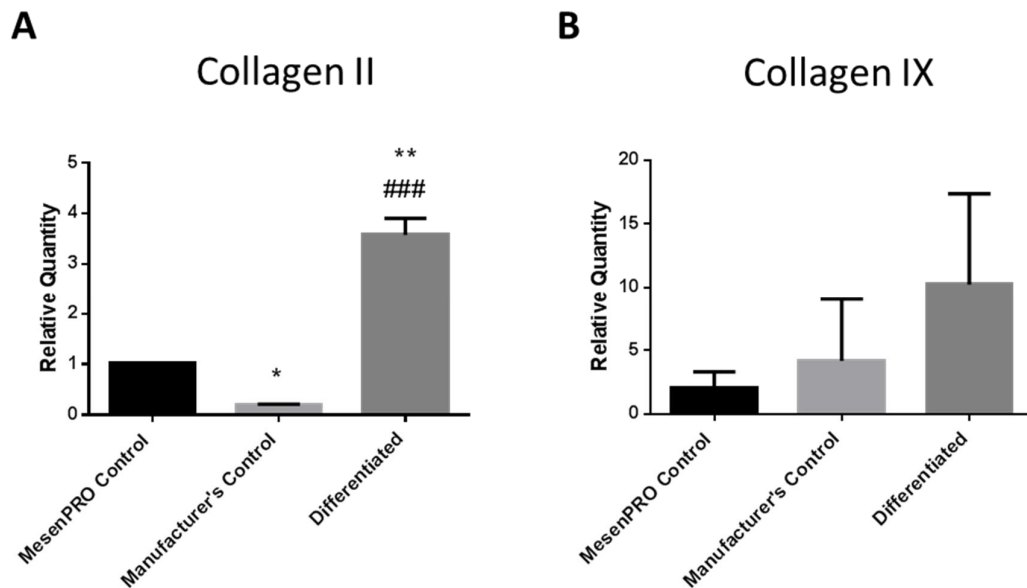 A
Collagen II
Relative Quantity
5
4
3
2
1
0
**
###
*
MesenPRO Control
Manufacturer's Control
Differentiated
B
Collagen IX
Relative Quantity
20
15
10
5
0
MesenPRO Control
Manufacturer's Control
Differentiated